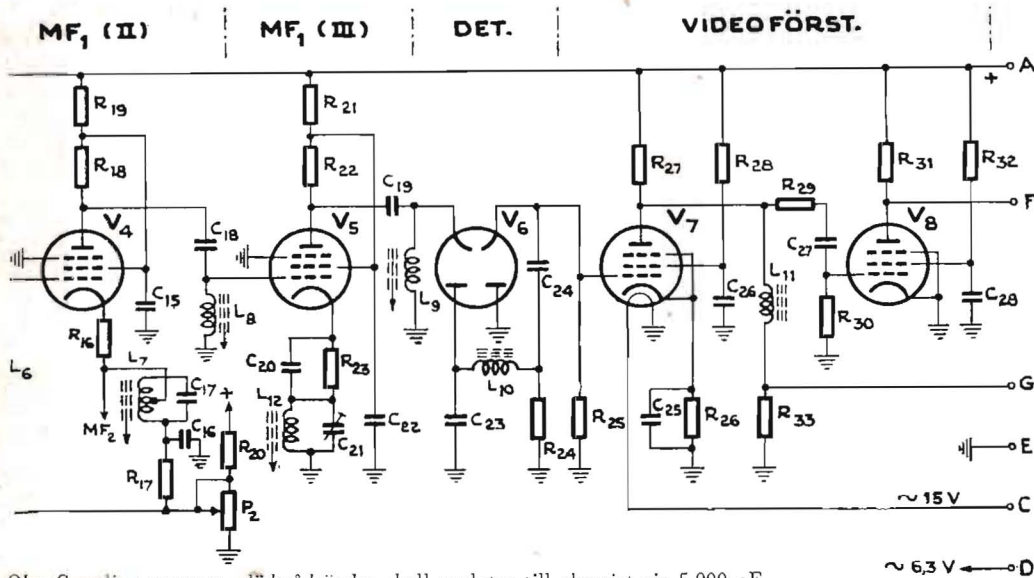 MF₁ (II) MF₁ (III) DET. VIDEOFÖRST.
A
+
R₁₉ R₂₁
R₁₈ R₂₂ R₂₇ R₂₈ R₃₁ R₃₂
C₁₉ R₂₉
F
V₄ V₅ V₆ V₇ V₈
C₁₈ C₂₇
L₁₁
C₁₅ L₉ C₂₄ C₂₆ C₂₈
R₁₆ L₈ R₃₀
L₆ L₇ C₂₀ R₂₃ L₁₀
C₁₇ G
MF₂ L₁₂ C₂₂ C₂₃ R₂₅ C₂₅ R₂₆ R₃₃
C₁₆ + C₂₁
R₂₀ R₂₄ E
R₁₇
P₂ ~ 15 V C
~ 6,3 V D